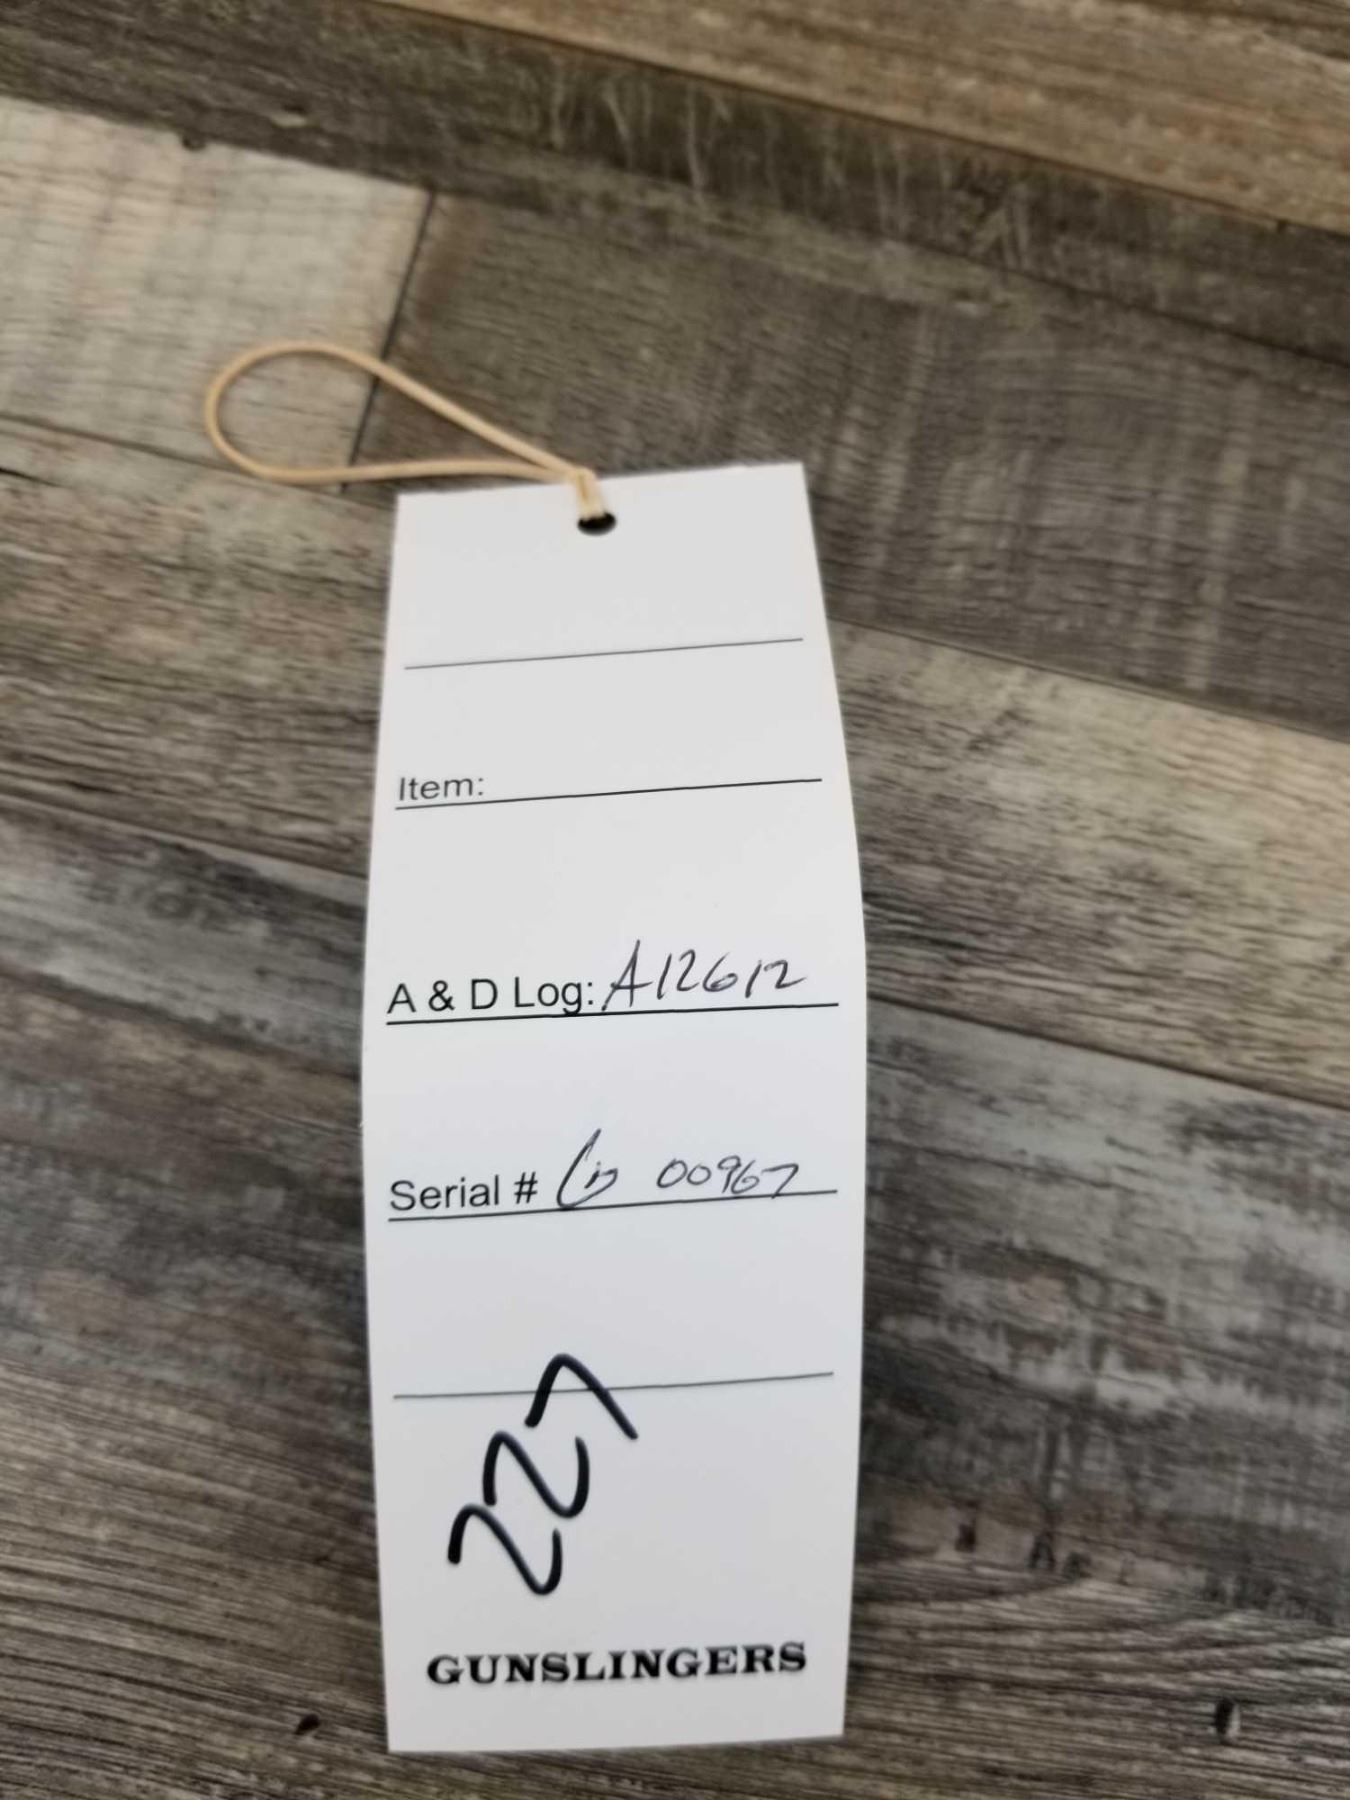 Item:
A & D Log: A12612
Serial # 00967
227
GUNSLINGERS